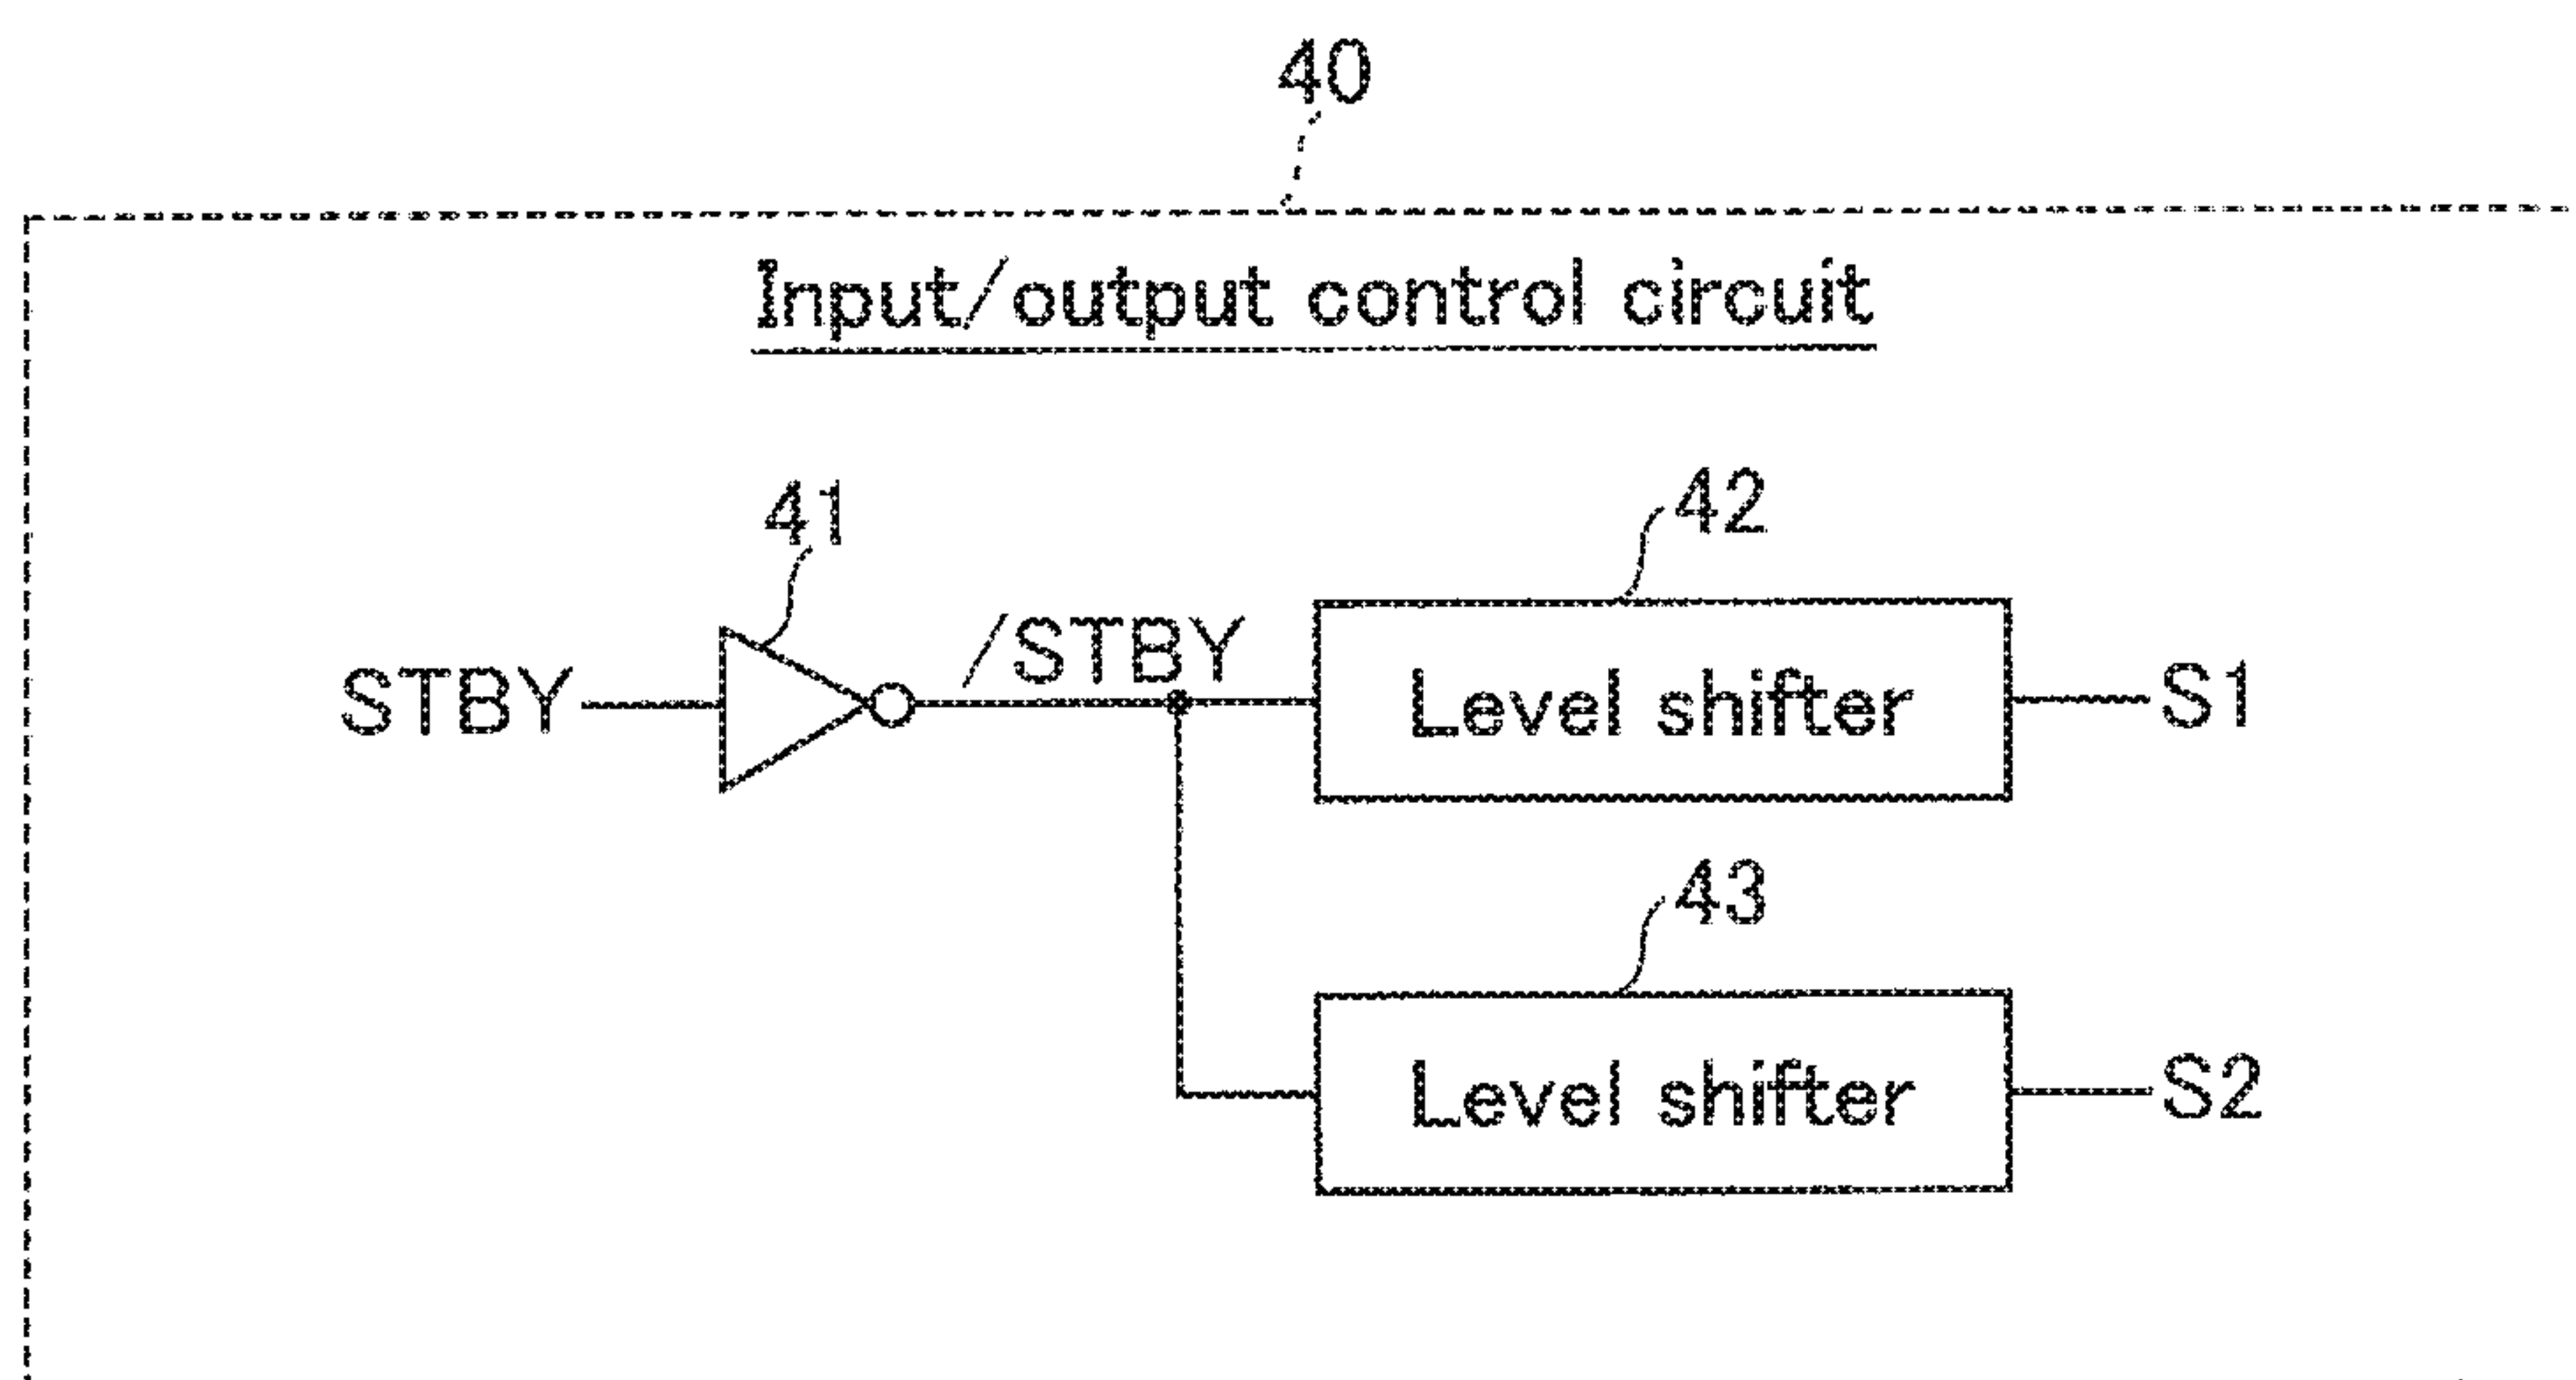 40
Input/output control circuit
41
42
STBY
/STBY
Level shifter
S1
43
Level shifter
S2